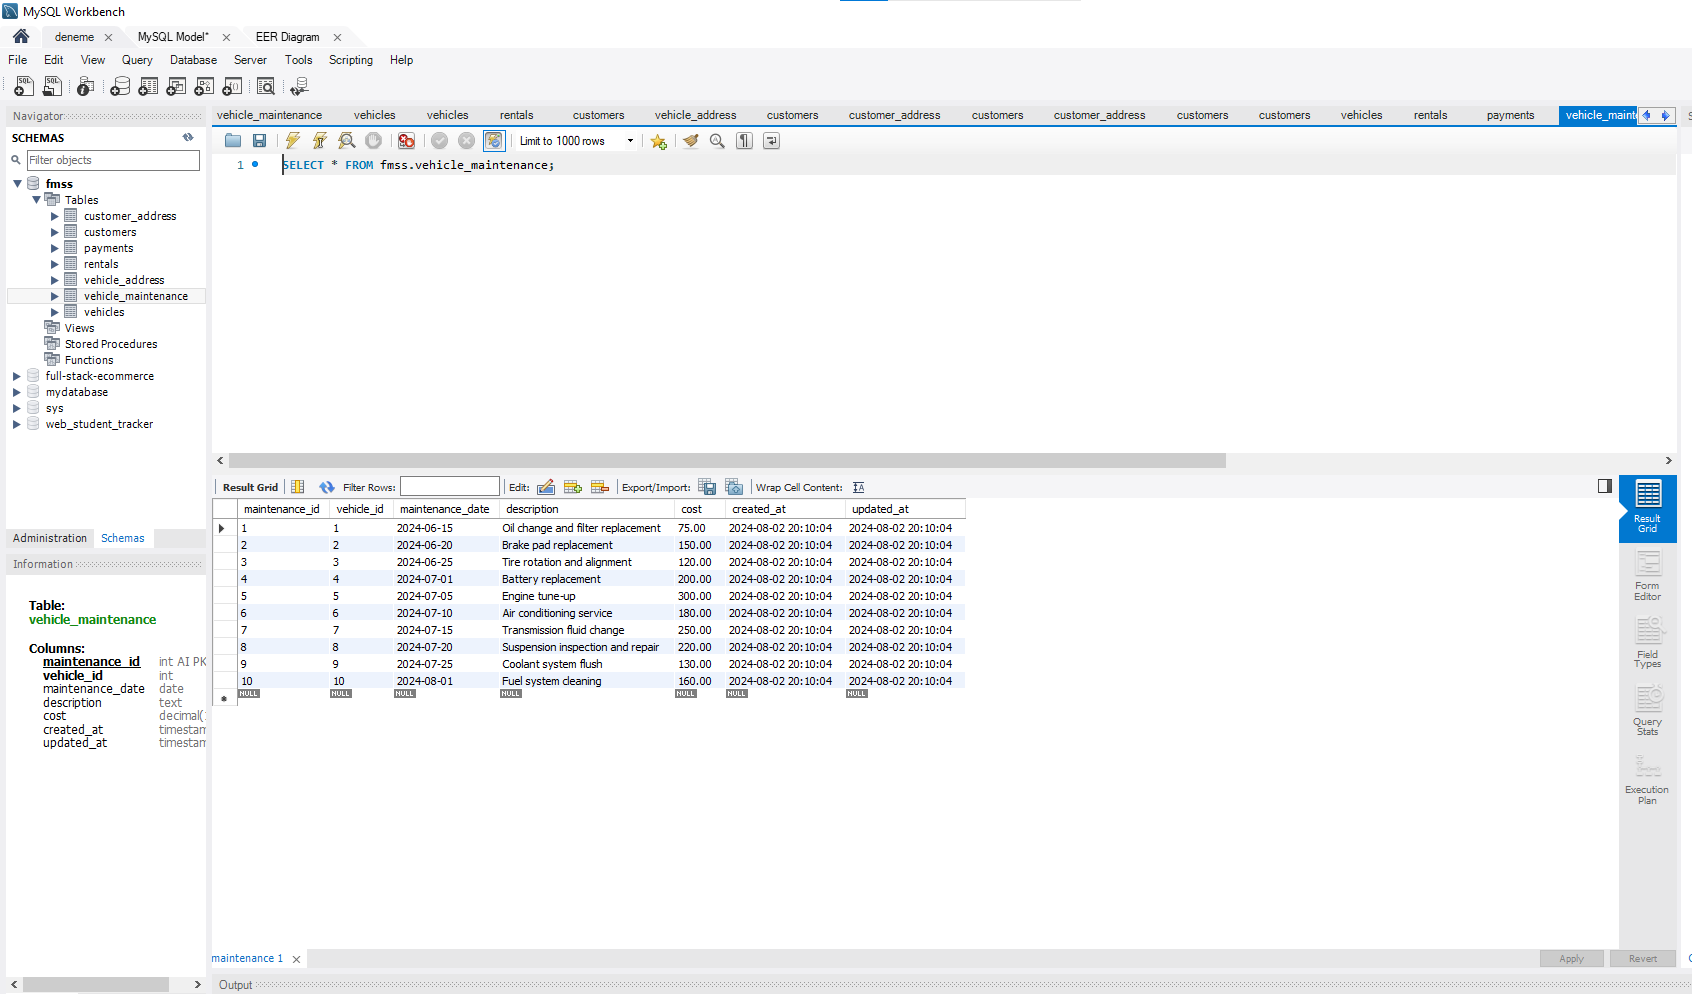 MySQL Workbench
deneme
MySQL Model*
EER Diagram
File Edit View Query Database Server Tools Scripting Help
Navigator
SCHEMAS
Filter objects
fmss
Tables
customer_address
customers
payments
rentals
vehicle_address
vehicle_maintenance
vehicles
Views
Stored Procedures
Functions
full-stack-ecommerce
mydatabase
sys
web_student_tracker
Administration Schemas
Information
Table:
vehicle_maintenance
Columns:
maintenance_id int AI PK
vehicle_id int
maintenance_date date
description text
cost decimal(
created_at timestam
updated_at timestam
vehicle_maintenance vehicles vehicles rentals customers vehicle_address customers customer_address customers customer_address customers customers vehicles rentals payments vehicle_maint
Limit to 1000 rows
1 SELECT * FROM fmss.vehicle_maintenance;
Result Grid Filter Rows: Edit: Export/Import: Wrap Cell Content:
maintenance_id vehicle_id maintenance_date description cost created_at updated_at
1 1 2024-06-15 Oil change and filter replacement 75.00 2024-08-02 20:10:04 2024-08-02 20:10:04
2 2 2024-06-20 Brake pad replacement 150.00 2024-08-02 20:10:04 2024-08-02 20:10:04
3 3 2024-06-25 Tire rotation and alignment 120.00 2024-08-02 20:10:04 2024-08-02 20:10:04
4 4 2024-07-01 Battery replacement 200.00 2024-08-02 20:10:04 2024-08-02 20:10:04
5 5 2024-07-05 Engine tune-up 300.00 2024-08-02 20:10:04 2024-08-02 20:10:04
6 6 2024-07-10 Air conditioning service 180.00 2024-08-02 20:10:04 2024-08-02 20:10:04
7 7 2024-07-15 Transmission fluid change 250.00 2024-08-02 20:10:04 2024-08-02 20:10:04
8 8 2024-07-20 Suspension inspection and repair 220.00 2024-08-02 20:10:04 2024-08-02 20:10:04
9 9 2024-07-25 Coolant system flush 130.00 2024-08-02 20:10:04 2024-08-02 20:10:04
10 10 2024-08-01 Fuel system cleaning 160.00 2024-08-02 20:10:04 2024-08-02 20:10:04
NULL NULL NULL NULL NULL NULL NULL
Result
Grid
Form
Editor
Field
Types
Query
Stats
Execution
Plan
maintenance 1
Apply Revert
Output